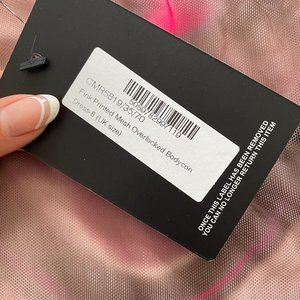 CMR5819/35/70
Pink Printed Mesh Overlocked Bodycon
Dress-8 (UK size)
ONCE THIS LABEL HAS BEEN REMOVED
YOU CAN NO LONGER RETURN THIS ITEM